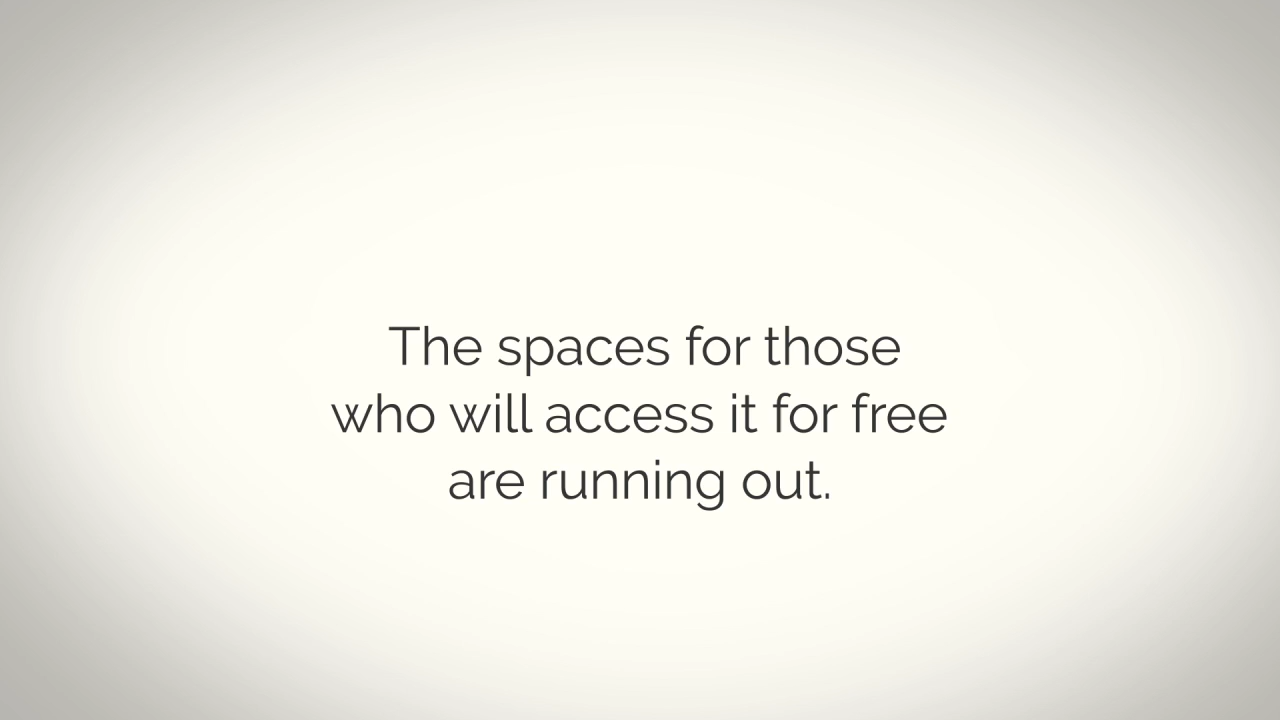 The spaces for those
who will access it for free
are running out.